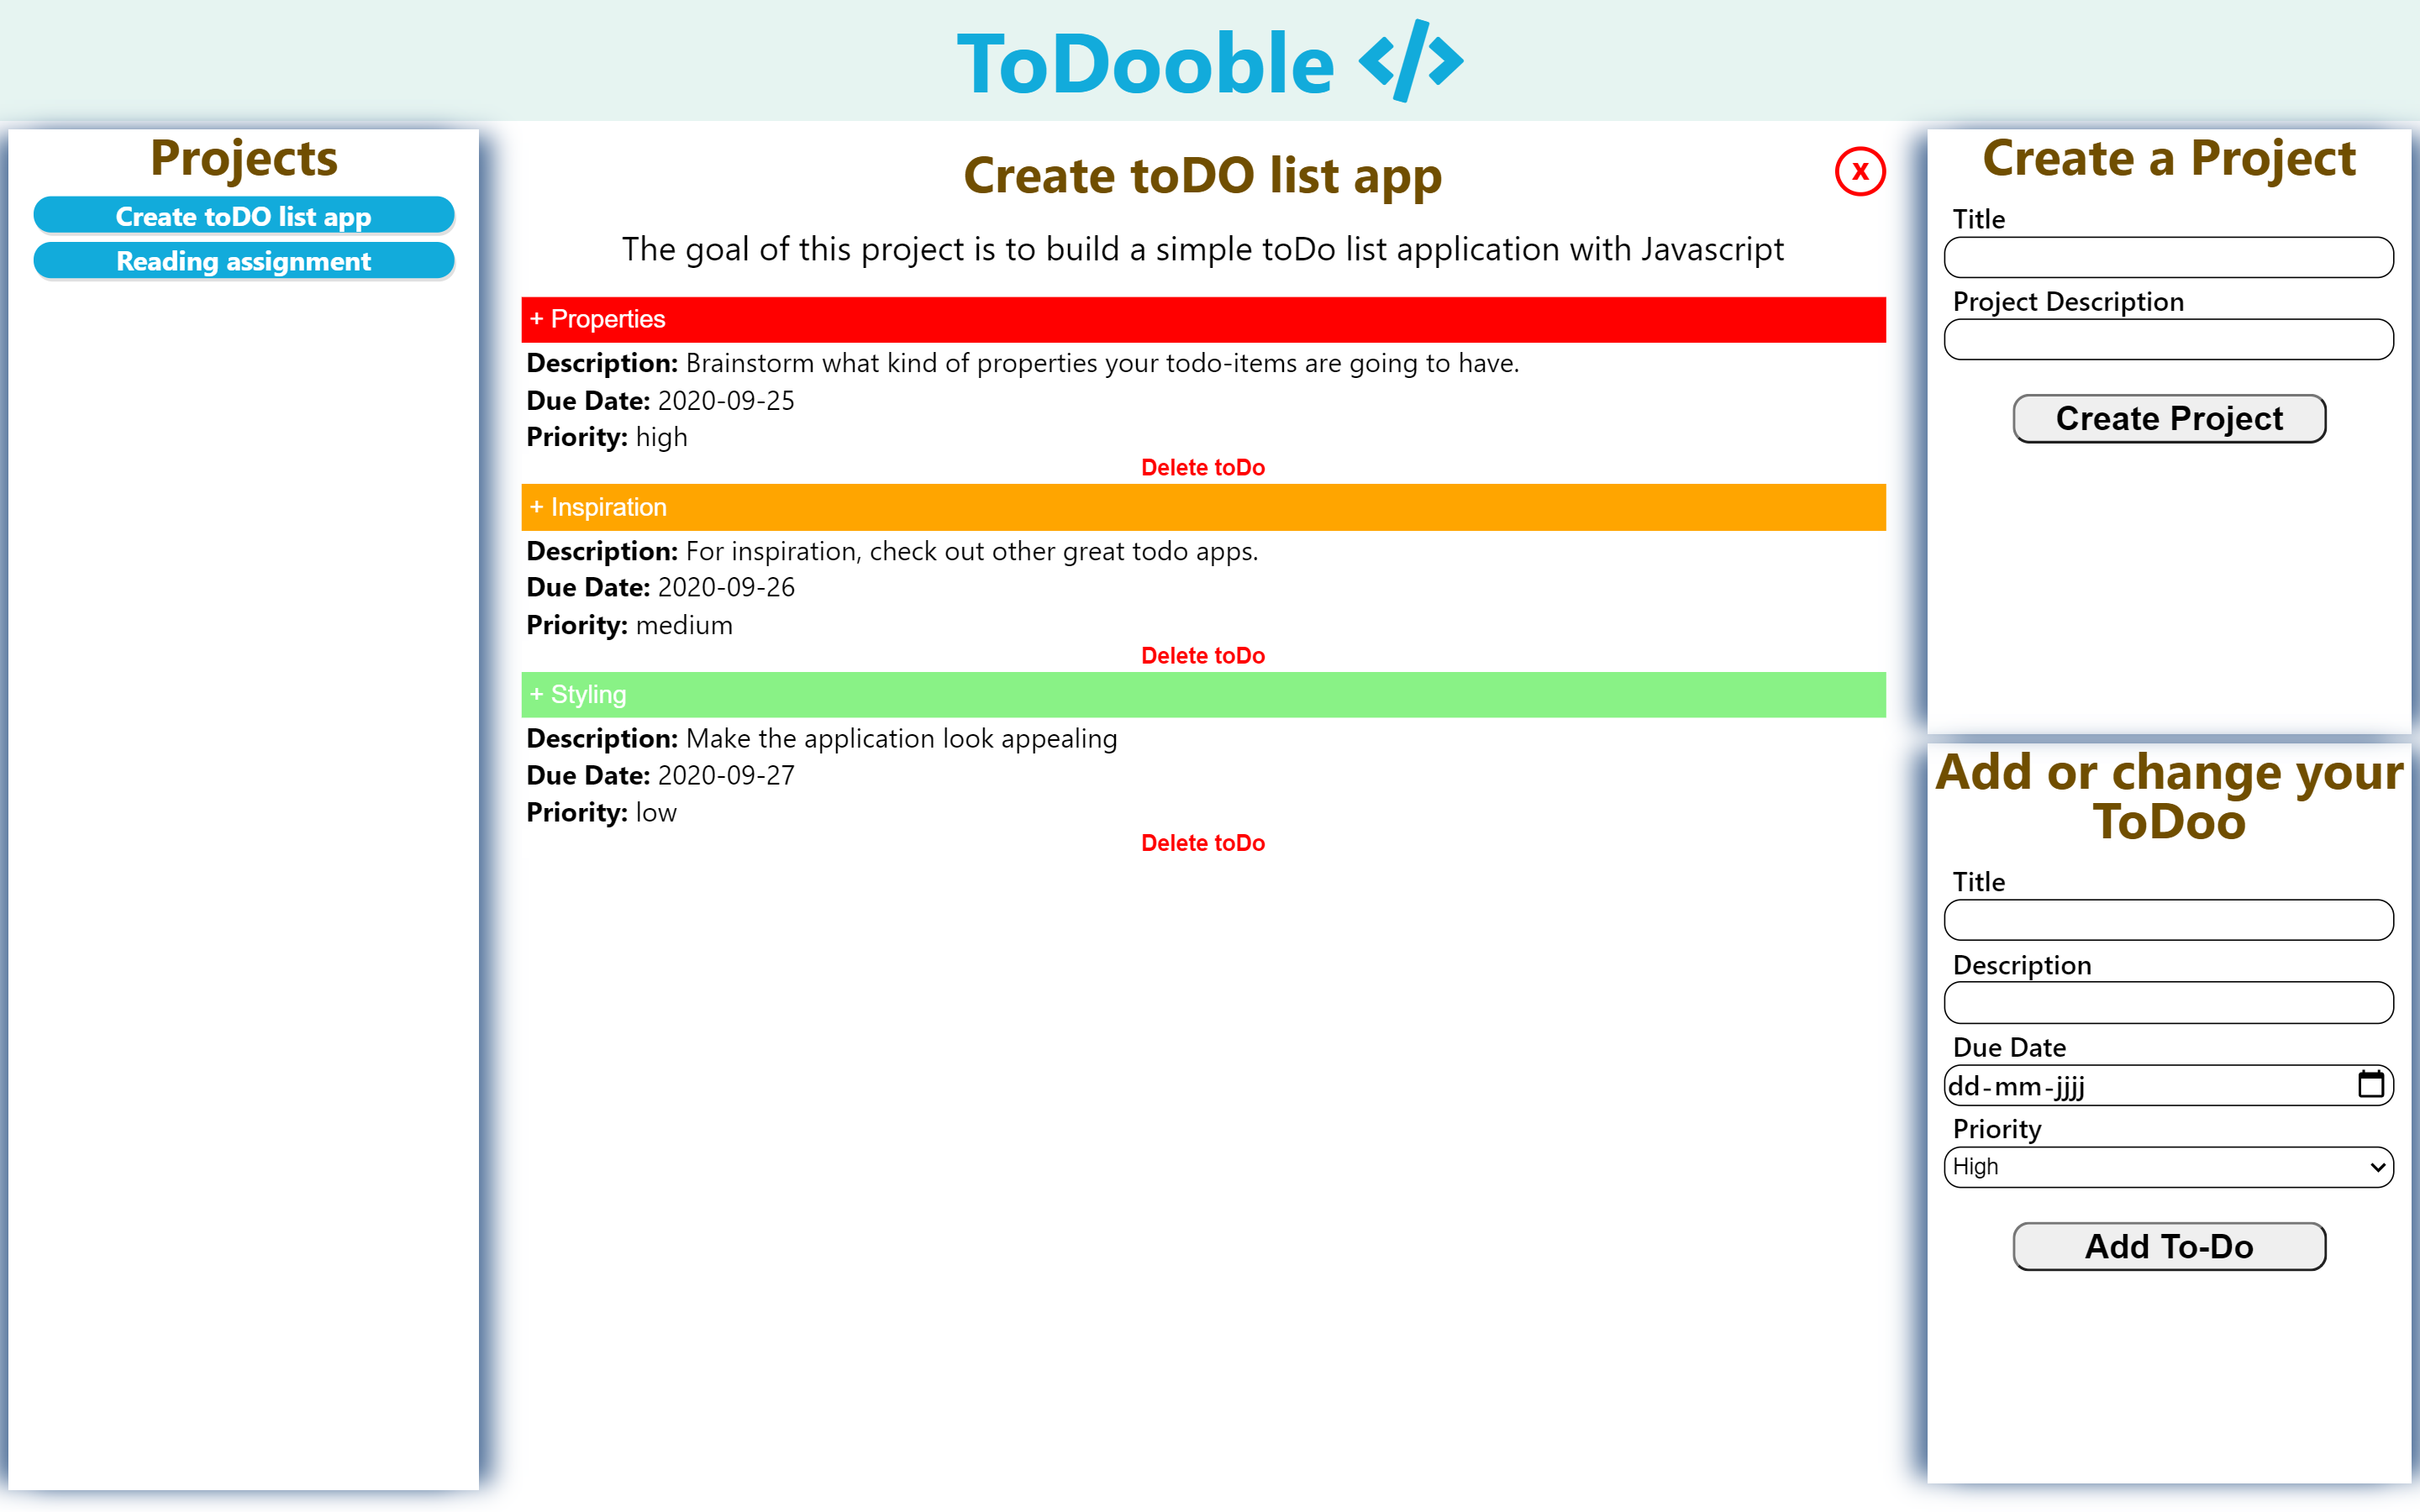 ToDooble </>
Projects
Create toDO list app
Reading assignment
Create toDO list app
x
The goal of this project is to build a simple toDo list application with Javascript
+ Properties
Description: Brainstorm what kind of properties your todo-items are going to have.
Due Date: 2020-09-25
Priority: high
Delete toDo
+ Inspiration
Description: For inspiration, check out other great todo apps.
Due Date: 2020-09-26
Priority: medium
Delete toDo
+ Styling
Description: Make the application look appealing
Due Date: 2020-09-27
Priority: low
Delete toDo
Create a Project
Title
Project Description
Create Project
Add or change your
ToDoo
Title
Description
Due Date
dd-mm-jjjj
Priority
High
Add To-Do